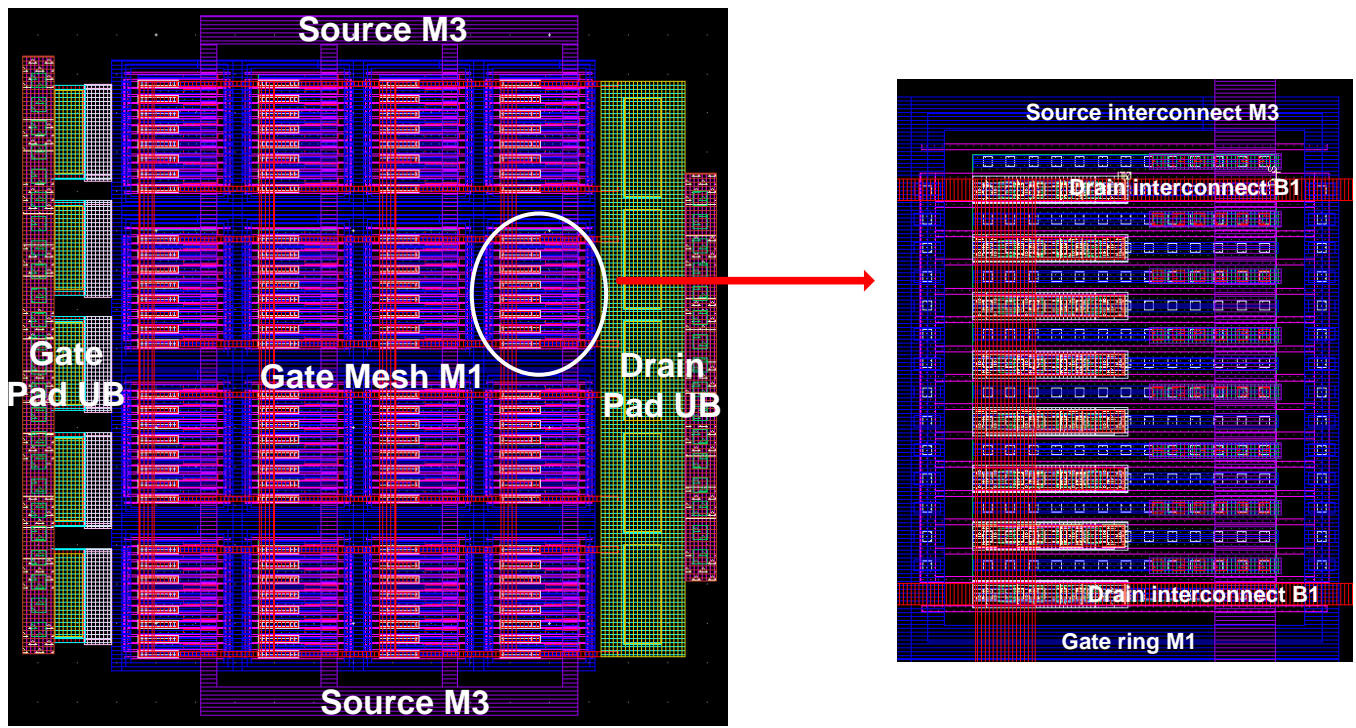 Source M3
Gate
Pad UB
Gate Mesh M1
Drain
Pad UB
Source M3
Source interconnect M3
Drain interconnect B1
Drain interconnect B1
Gate ring M1